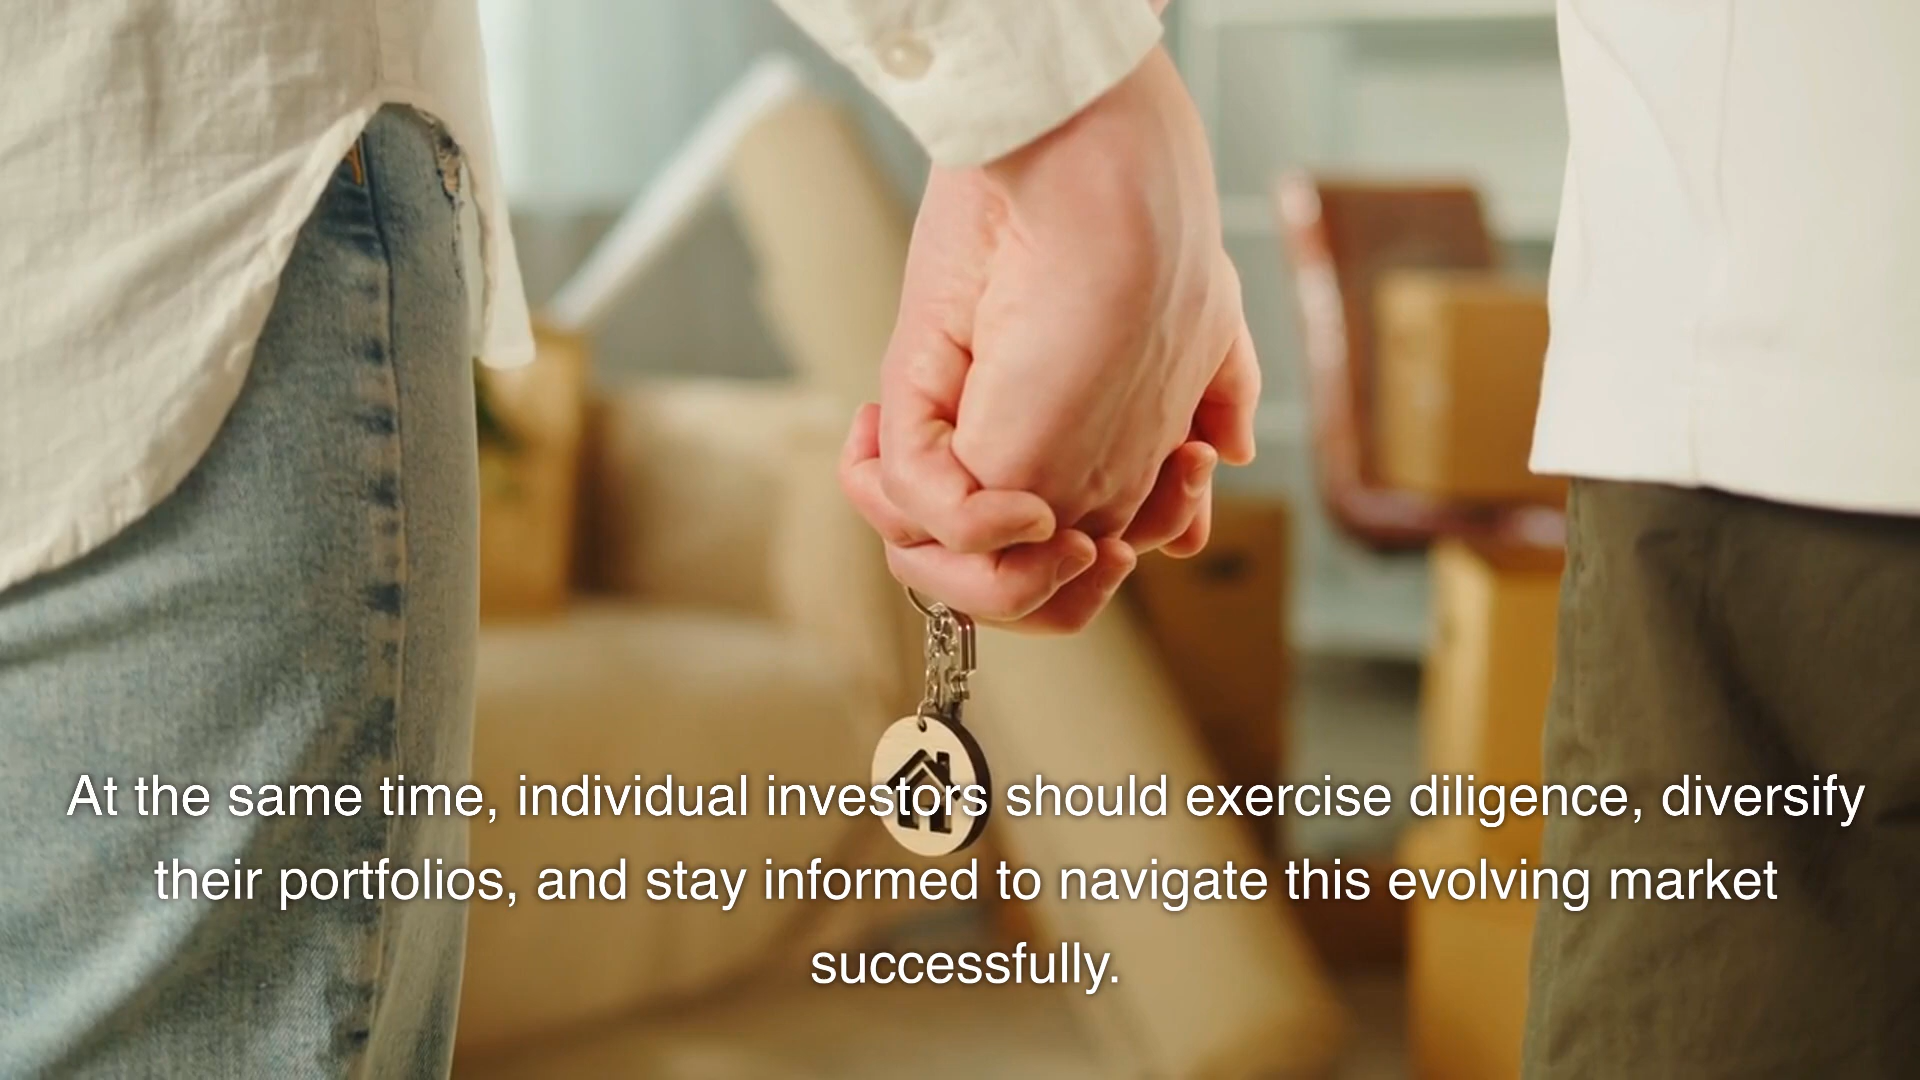 At the same time, individual investors should exercise diligence, diversify
their portfolios, and stay informed to navigate this evolving market
successfully.